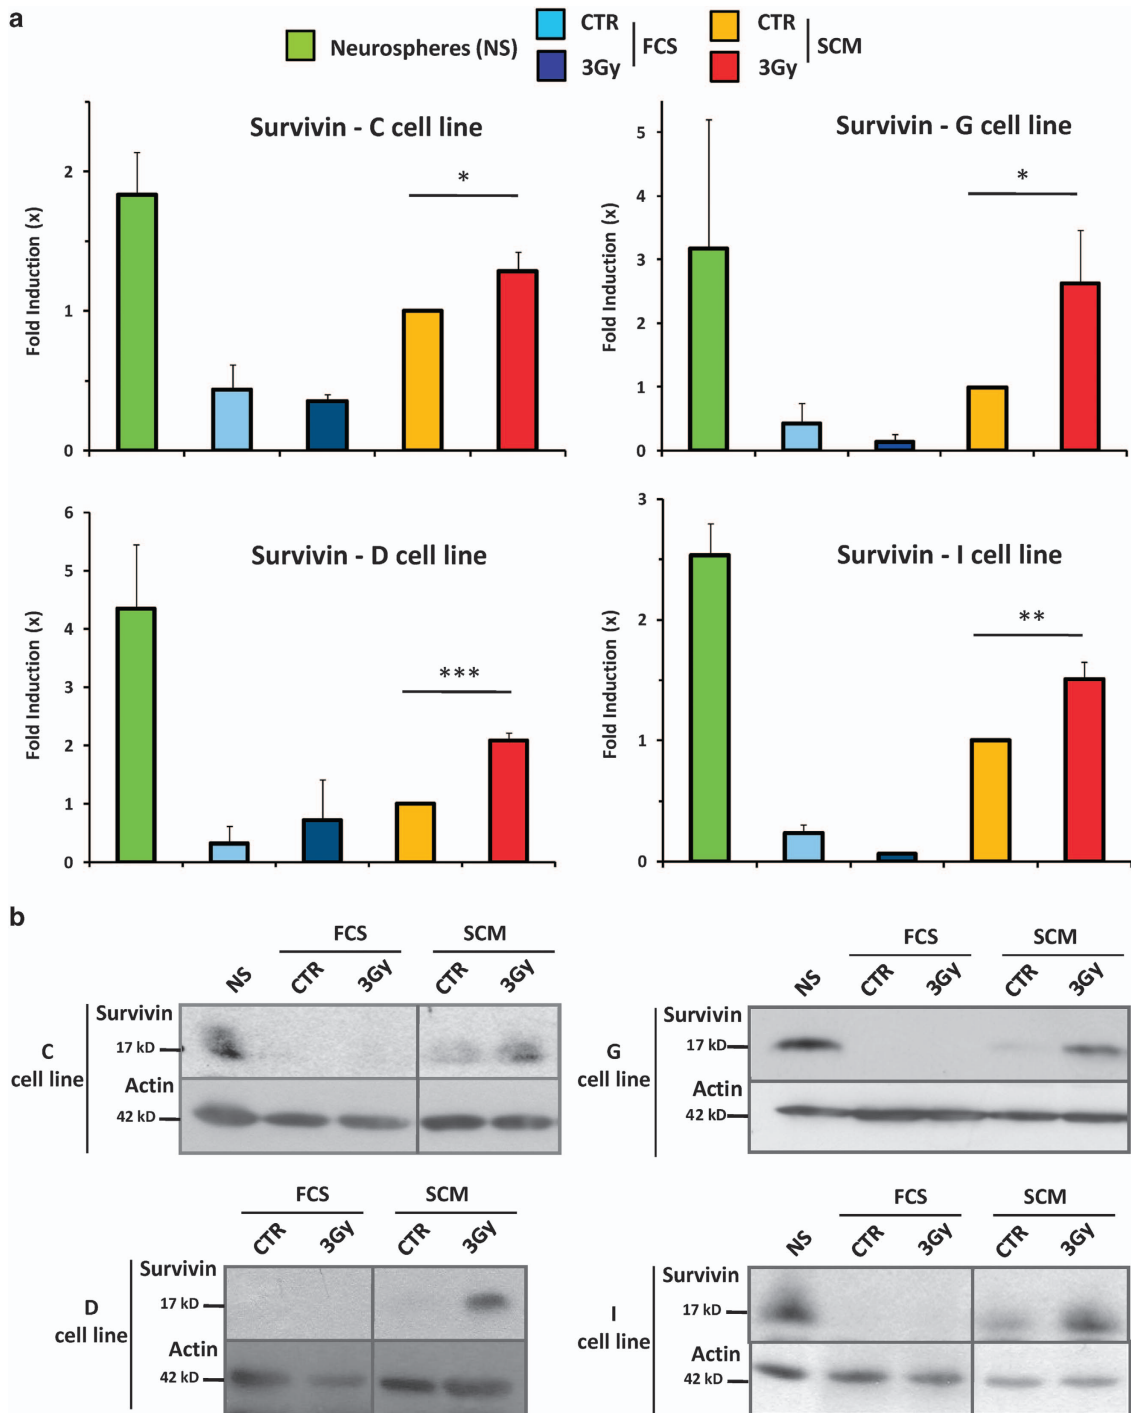 a
Neurospheres (NS)
CTR
3Gy
FCS
CTR
3Gy
SCM
Survivin - C cell line
Fold Induction (x)
2
1
0
*
Survivin - G cell line
Fold Induction (x)
5
4
3
2
1
0
*
Survivin - D cell line
Fold Induction (x)
6
5
4
3
2
1
0
***
Survivin - I cell line
Fold Induction (x)
3
2
1
0
**
b
FCS
SCM
NS
CTR
3Gy
CTR
3Gy
C
cell line
Survivin
17 kD
Actin
42 kD
FCS
SCM
NS
CTR
3Gy
CTR
3Gy
G
cell line
Survivin
17 kD
Actin
42 kD
FCS
SCM
CTR
3Gy
CTR
3Gy
D
cell line
Survivin
17 kD
Actin
42 kD
FCS
SCM
NS
CTR
3Gy
CTR
3Gy
I
cell line
Survivin
17 kD
Actin
42 kD